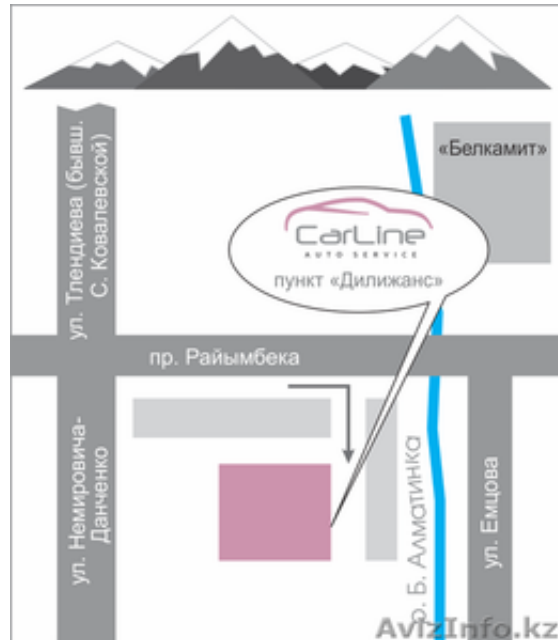 «Белкамит»
ул. Тлендиева (бывш.
С. Ковалевской)
CarLine
AUTO SERVICE
пункт «Дилижанс»
пр. Райымбека
ул. Немировича-
Данченко
р. Б. Алматинка
ул. Емцова
AvizInfo.kz